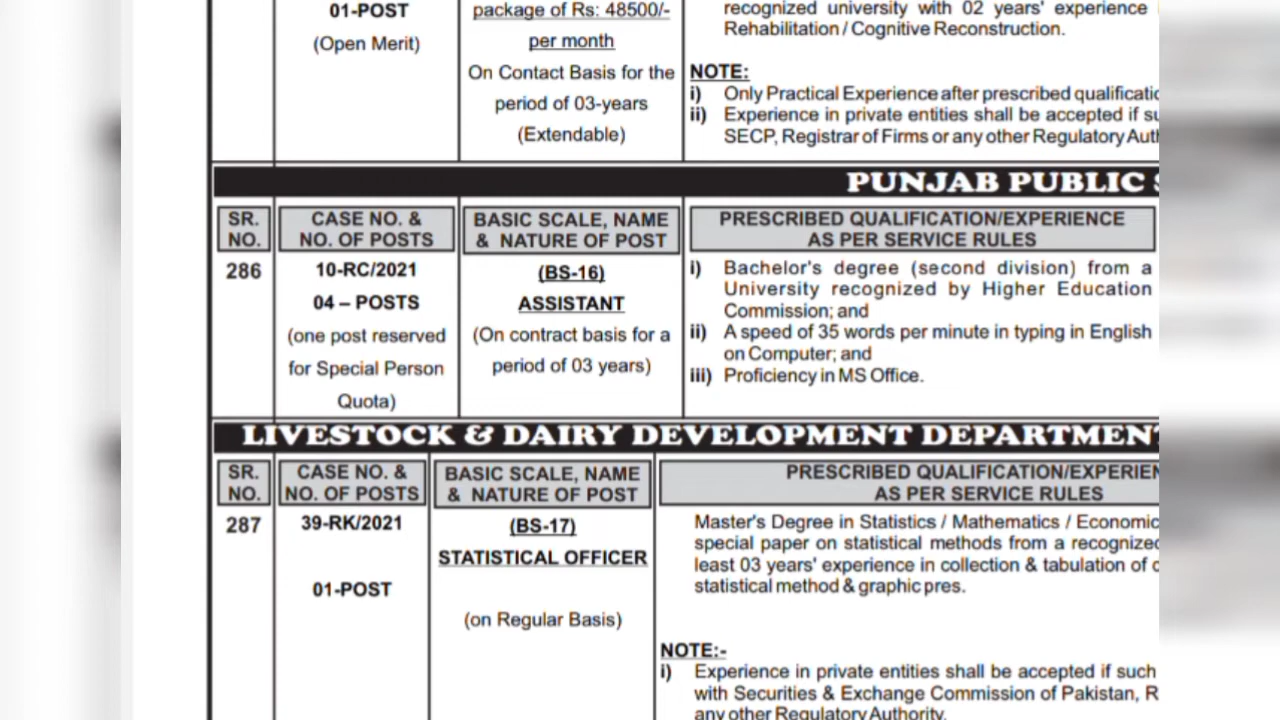 01-POST
(Open Merit)
package of Rs: 48500/-
per month
On Contact Basis for the
period of 03-years
(Extendable)
recognized university with 02 years' experience
Rehabilitation / Cognitive Reconstruction.
NOTE:
i) Only Practical Experience after prescribed
ii) Experience in private entities shall be accepted if
SECP, Registrar of Firms or any other Regulatory
PUNJAB PUBLIC
SR.
NO.
CASE NO. &
NO. OF POSTS
BASIC SCALE, NAME
& NATURE OF POST
PRESCRIBED QUALIFICATION/EXPERIENCE
AS PER SERVICE RULES
286
10-RC/2021
04 – POSTS
(one post reserved
for Special Person
Quota)
(BS-16)
ASSISTANT
(On contract basis for a
period of 03 years)
i) Bachelor's degree (second division) from a
University recognized by Higher Education
Commission; and
ii) A speed of 35 words per minute in typing in English
on Computer; and
iii) Proficiency in MS Office.
LIVESTOCK & DAIRY DEVELOPMENT DEPARTMENT
SR.
NO.
CASE NO. &
NO. OF POSTS
BASIC SCALE, NAME
& NATURE OF POST
PRESCRIBED QUALIFICATION/EXPERIEN
AS PER SERVICE RULES
287
39-RK/2021
01-POST
(BS-17)
STATISTICAL OFFICER
(on Regular Basis)
Master's Degree in Statistics / Mathematics / Economic
special paper on statistical methods from a recognized
least 03 years' experience in collection & tabulation of
statistical method & graphic pres.
NOTE:-
i) Experience in private entities shall be accepted if such
with Securities & Exchange Commission of Pakistan, R
any other Regulatory Authority.